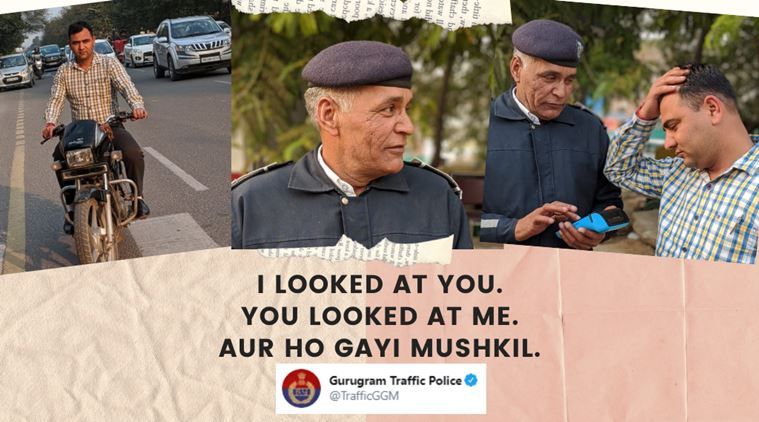 I LOOKED AT YOU.
YOU LOOKED AT ME.
AUR HO GAYI MUSHKIL.
Gurugram Traffic Police
@TrafficGGM